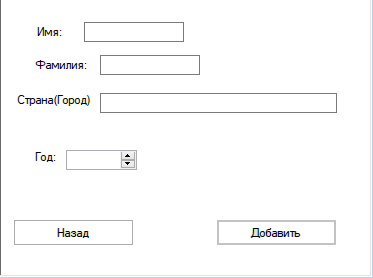 Имя:
Фамилия:
Страна(Город)
Год:
Назад Добавить